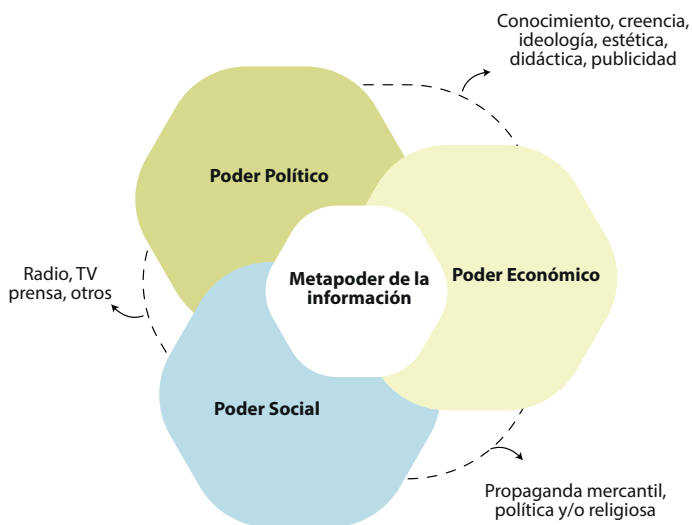 Conocimiento, creencia,
ideología, estética,
didáctica, publicidad
Poder Político
Poder Económico
Metapoder de la
información
Radio, TV
prensa, otros
Poder Social
Propaganda mercantil,
política y/o religiosa